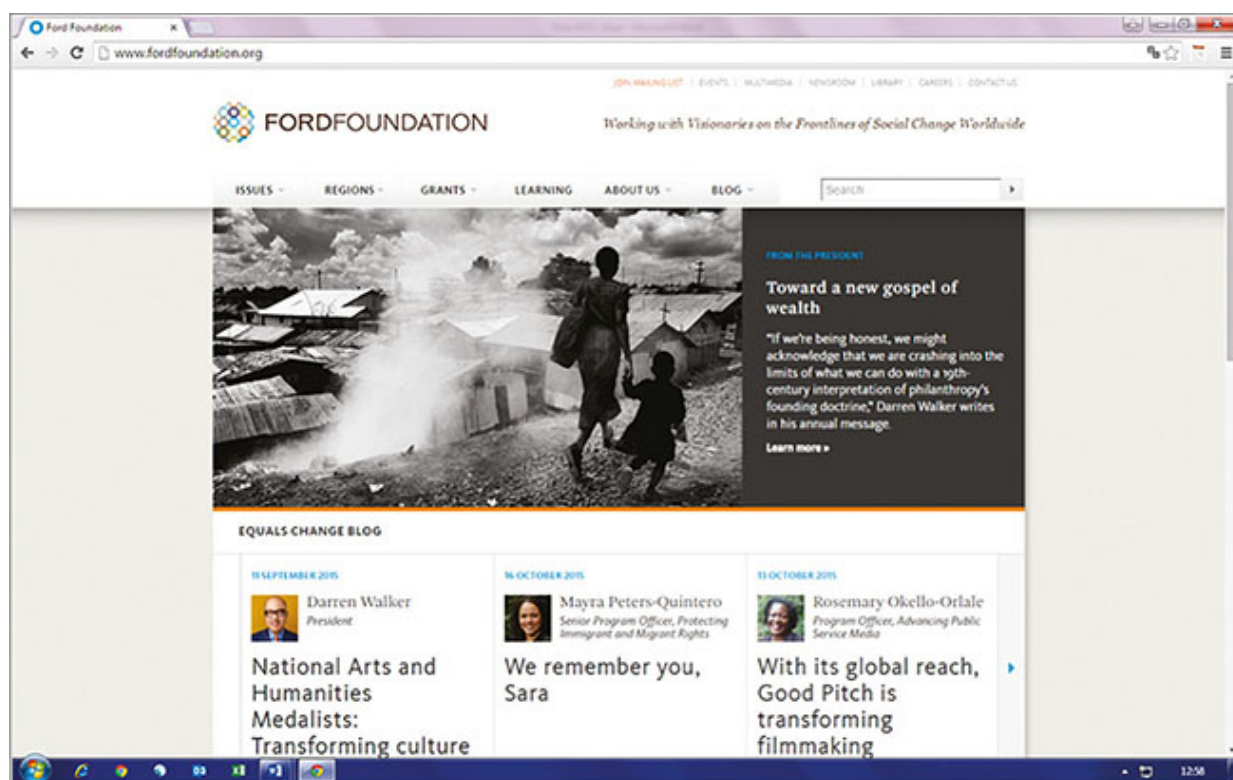 Ford Foundation
www.fordfoundation.org
JOIN MAILING LIST | EVENTS | MULTIMEDIA | NEWSROOM | LIBRARY | CAREERS | CONTACT US
FORDFOUNDATION
Working with Visionaries on the Frontlines of Social Change Worldwide
ISSUES REGIONS GRANTS LEARNING ABOUT US BLOG Search
FROM THE PRESIDENT
Toward a new gospel of
wealth
"If we're being honest, we might
acknowledge that we are crashing into the
limits of what we can do with a 19th-
century interpretation of philanthropy's
founding doctrine," Darren Walker writes
in his annual message.
Learn more »
EQUALS CHANGE BLOG
11 SEPTEMBER 2015
Darren Walker
President
National Arts and
Humanities
Medalists:
Transforming culture
16 OCTOBER 2015
Mayra Peters-Quintero
Senior Program Officer, Protecting
Immigrant and Migrant Rights
We remember you,
Sara
13 OCTOBER 2015
Rosemary Okello-Orlale
Program Officer, Advancing Public
Service Media
With its global reach,
Good Pitch is
transforming
filmmaking
12:58